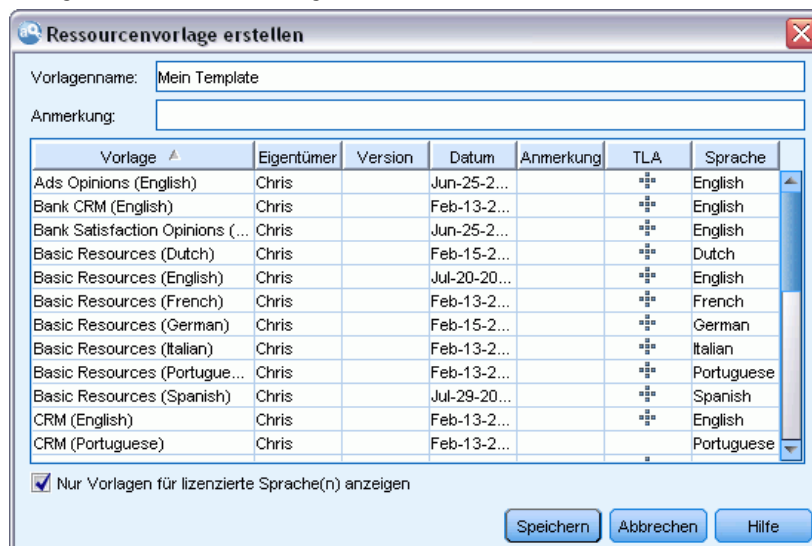 Ressourcenvorlage erstellen
Vorlagenname: Mein Template
Anmerkung:
Vorlage Eigentümer Version Datum Anmerkung TLA Sprache
Ads Opinions (English) Chris Jun-25-2... English
Bank CRM (English) Chris Feb-13-2... English
Bank Satisfaction Opinions (... Chris Jun-25-2... English
Basic Resources (Dutch) Chris Feb-15-2... Dutch
Basic Resources (English) Chris Jul-20-20... English
Basic Resources (French) Chris Feb-13-2... French
Basic Resources (German) Chris Feb-15-2... German
Basic Resources (Italian) Chris Feb-13-2... Italian
Basic Resources (Portugue... Chris Feb-13-2... Portuguese
Basic Resources (Spanish) Chris Jul-29-20... Spanish
CRM (English) Chris Feb-13-2... English
CRM (Portuguese) Chris Feb-13-2... Portuguese
Nur Vorlagen für lizenzierte Sprache(n) anzeigen
Speichern Abbrechen Hilfe